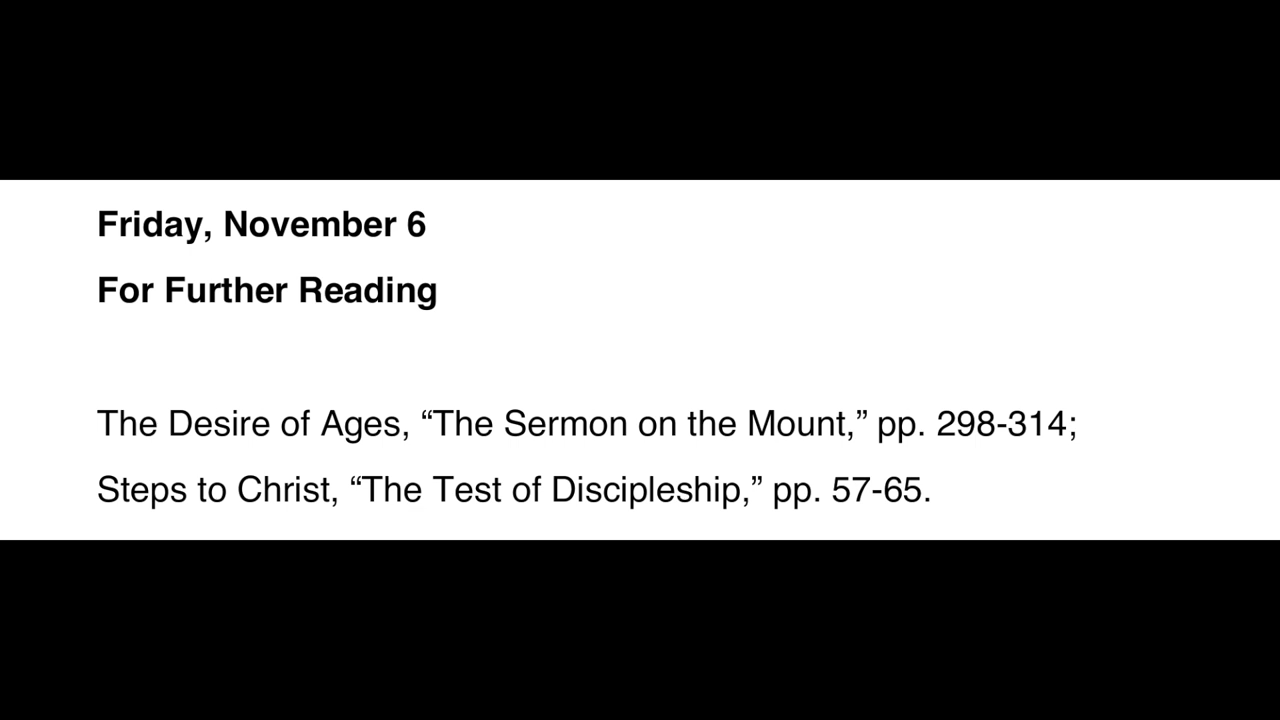 Friday, November 6
For Further Reading
The Desire of Ages, “The Sermon on the Mount,” pp. 298-314;
Steps to Christ, “The Test of Discipleship,” pp. 57-65.